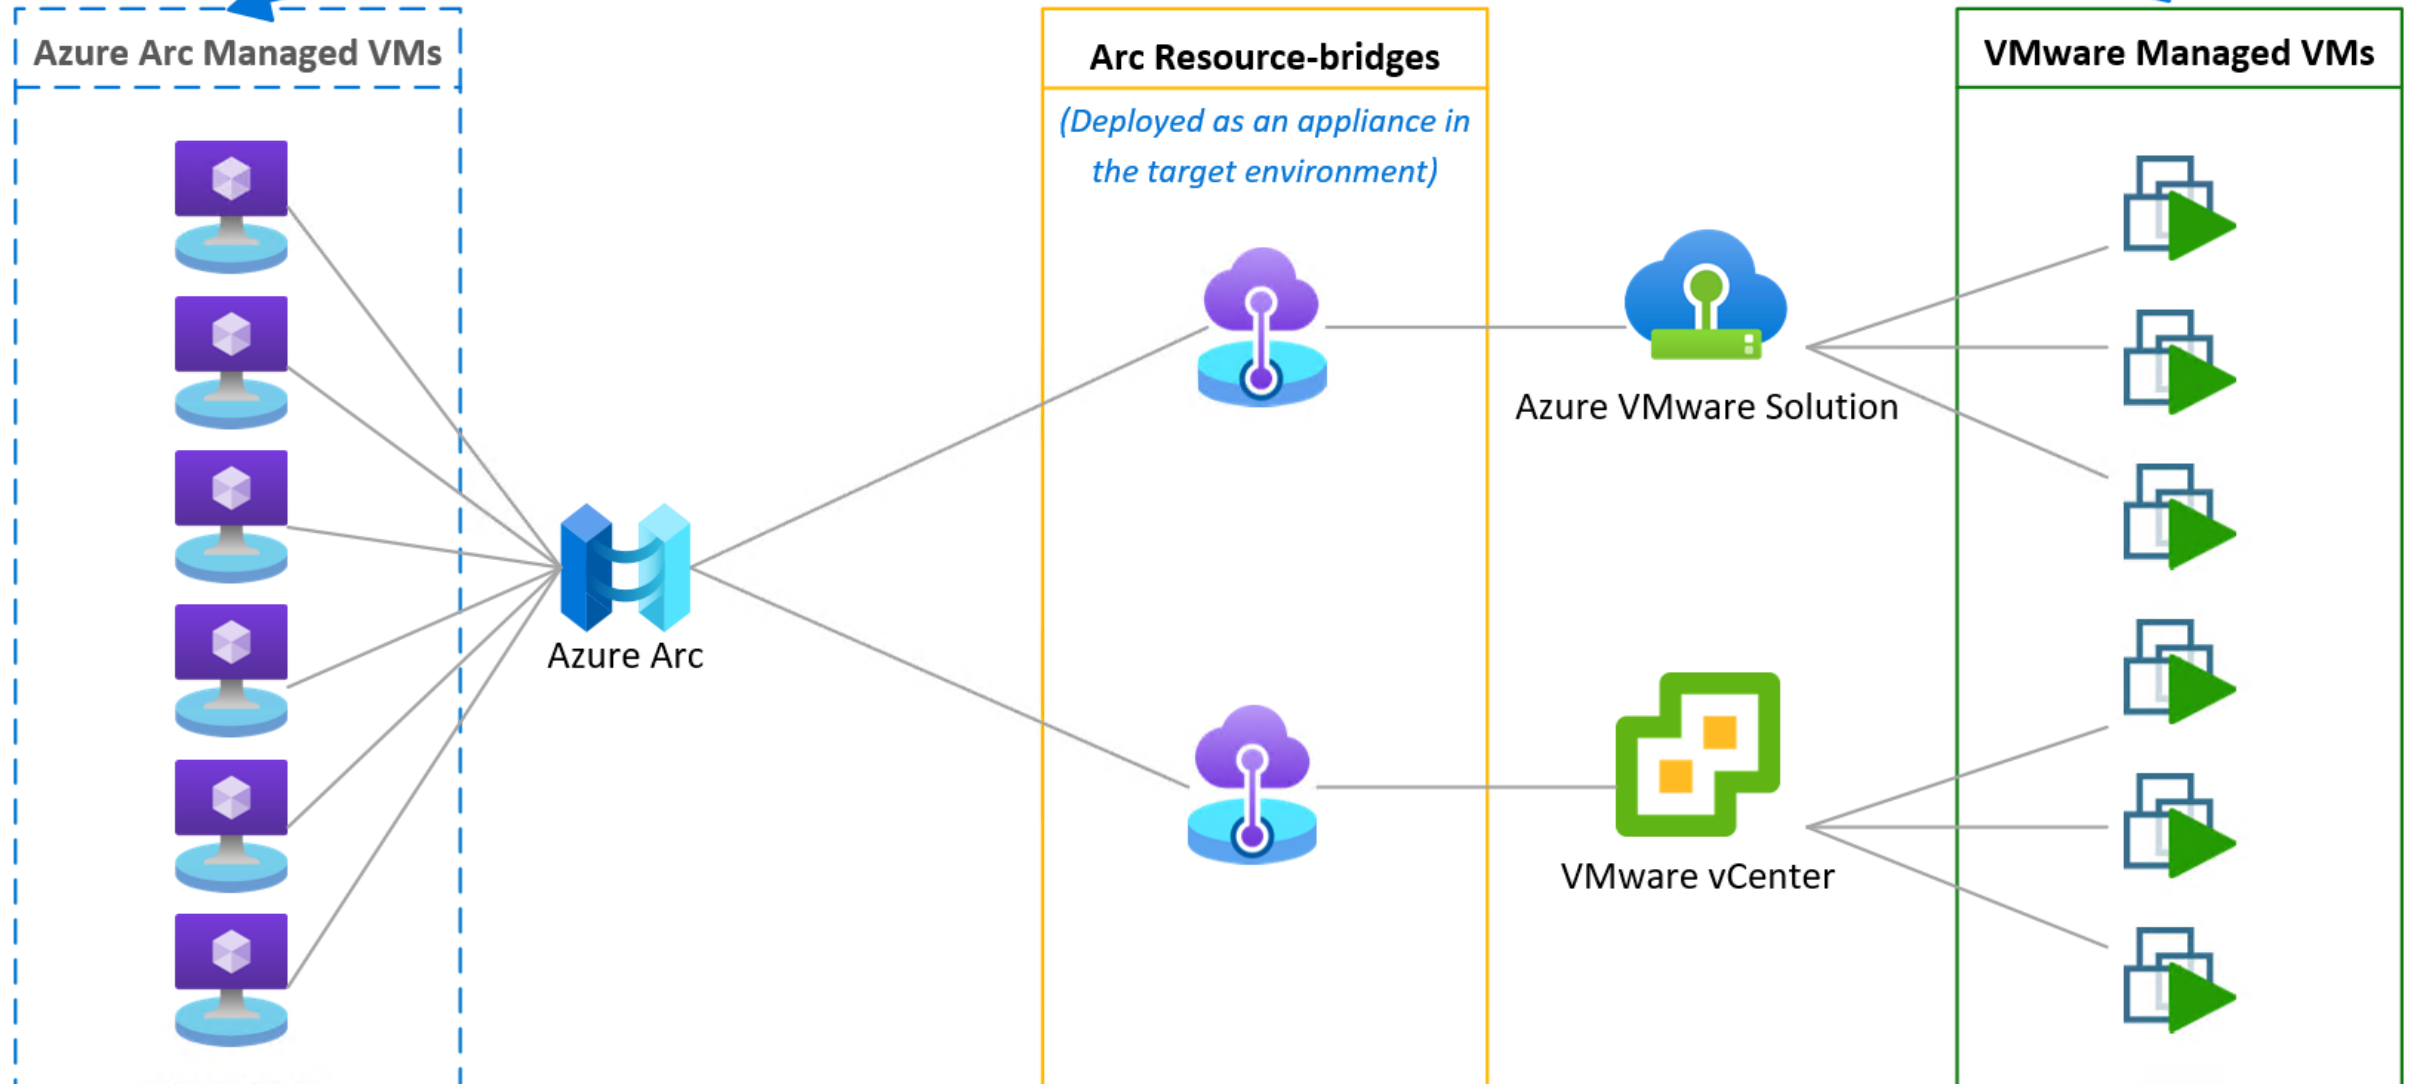 Azure Arc Managed VMs
Arc Resource-bridges
(Deployed as an appliance in
the target environment)
VMware Managed VMs
Azure VMware Solution
Azure Arc
VMware vCenter